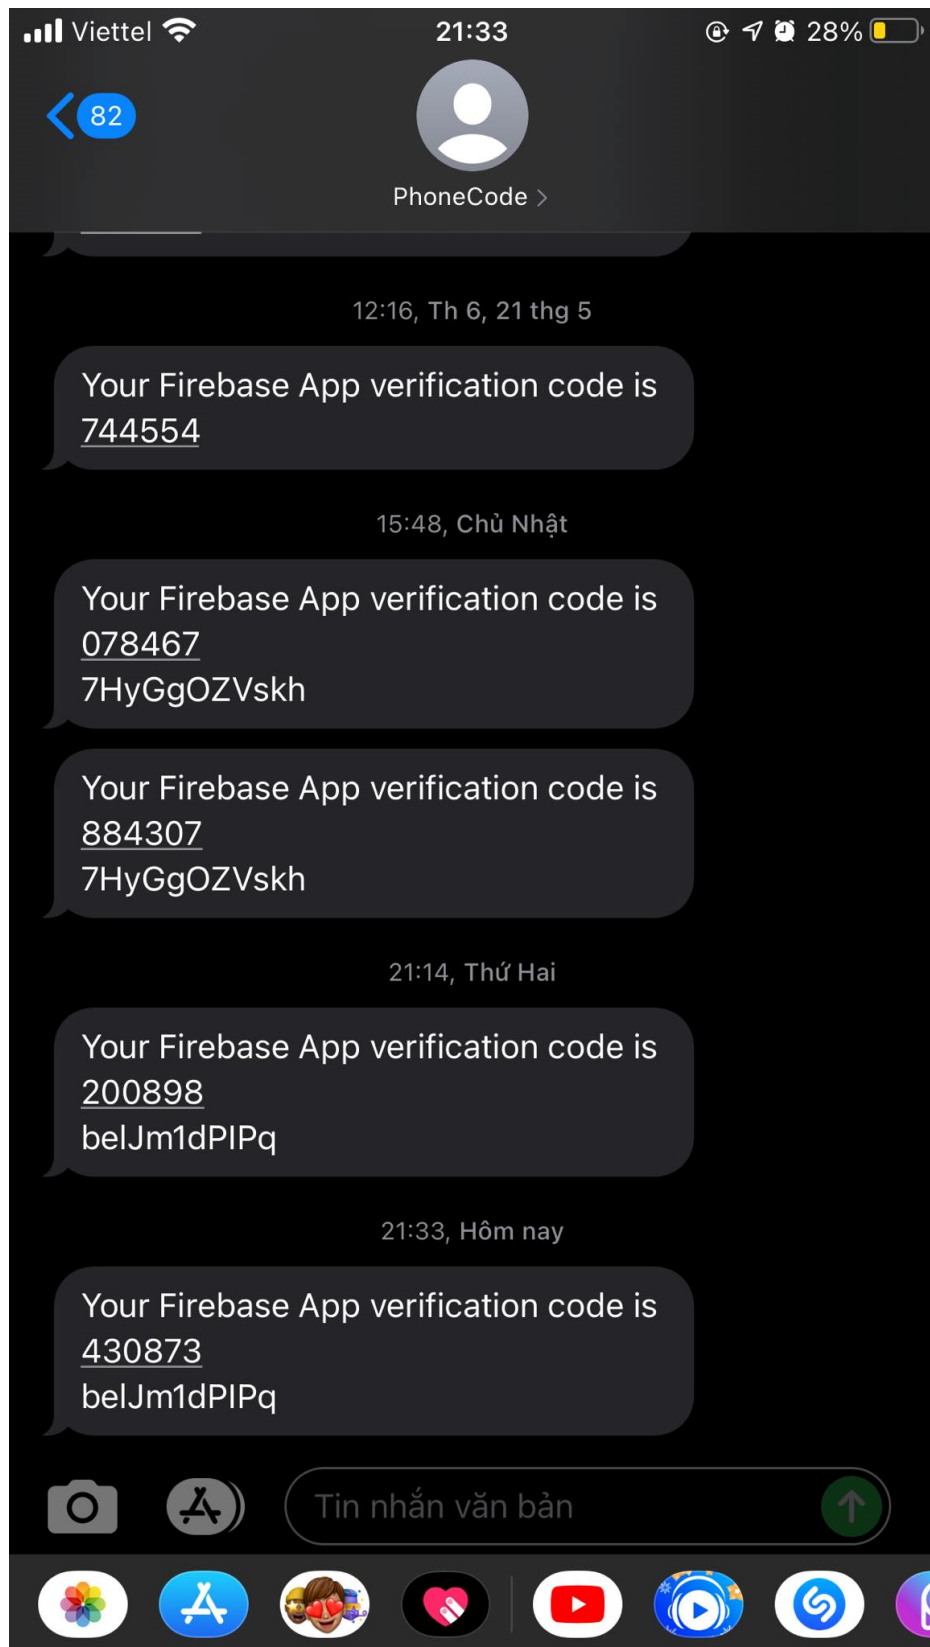 Viettel
21:33
28%
82
PhoneCode
12:16, Th 6, 21 thg 5
Your Firebase App verification code is
744554
15:48, Chủ Nhật
Your Firebase App verification code is
078467
7HyGgOZVskh
Your Firebase App verification code is
884307
7HyGgOZVskh
21:14, Thứ Hai
Your Firebase App verification code is
200898
belJm1dPIPq
21:33, Hôm nay
Your Firebase App verification code is
430873
belJm1dPIPq
Tin nhắn văn bản